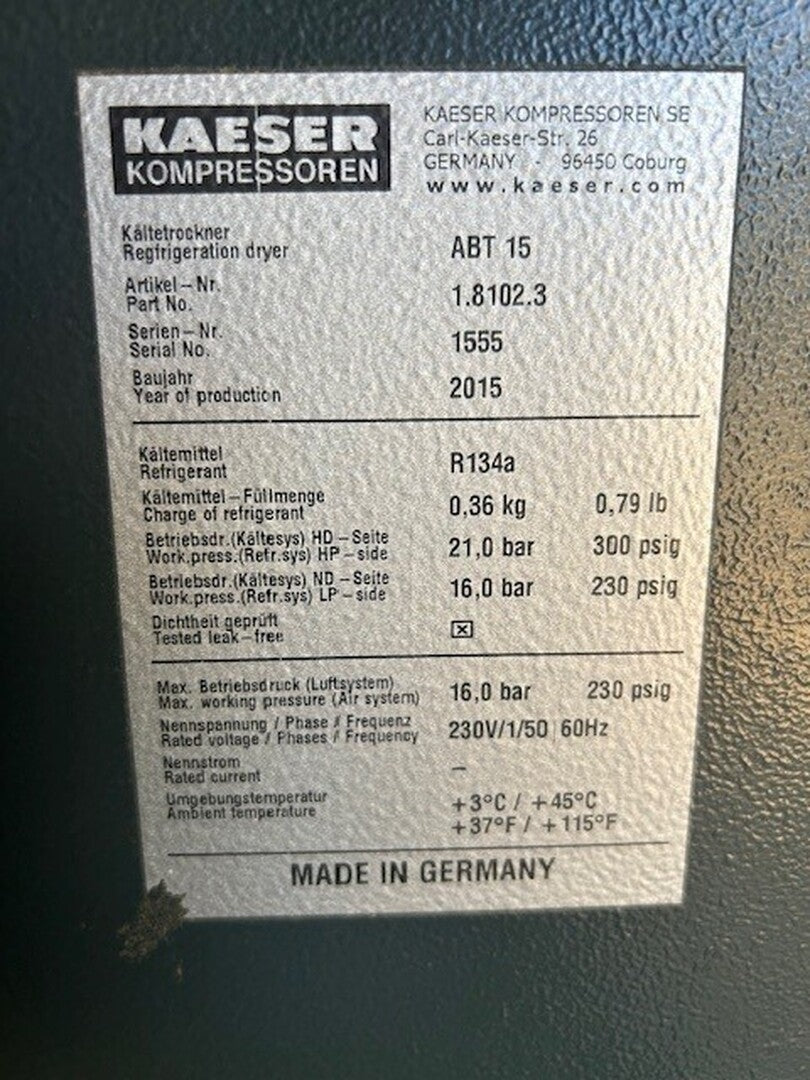 KAESER
KOMPRESSOREN
KAESER KOMPRESSOREN SE
Carl-Kaeser-Str. 26
GERMANY - 96450 Coburg
www.kaeser.com
Kältetrockner
Regfrigeration dryer ABT 15
Artikel-Nr.
Part No. 1.8102.3
Serien-Nr.
Serial No. 1555
Baujahr
Year of production 2015
Kältemittel
Refrigerant R134a
Kältemittel-Füllmenge
Charge of refrigerant 0,36 kg 0,79 lb
Betriebsdr.(Kältesys) HD-Seite
Work.press.(Refr.sys) HP-side 21,0 bar 300 psig
Betriebsdr.(Kältesys) ND-Seite
Work.press.(Refr.sys) LP-side 16,0 bar 230 psig
Dichtheit geprüft
Tested leak-free ☒
Max. Betriebsdruck (Luftsystem)
Max. working pressure (Air system) 16,0 bar 230 psig
Nennspannung / Phase / Frequenz
Rated voltage / Phases / Frequency 230V/1/50 60Hz
Nennstrom
Rated current –
Umgebungstemperatur
Ambient temperature +3°C / +45°C
+37°F / +115°F
MADE IN GERMANY